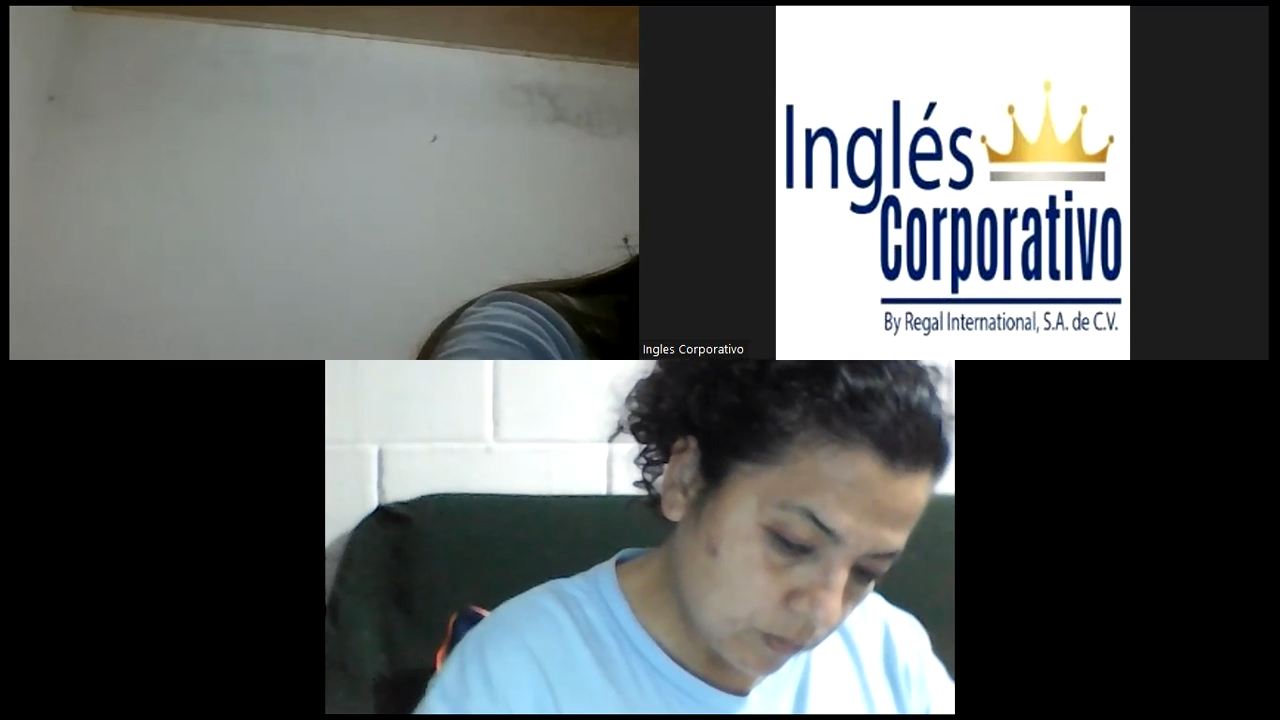 Inglés
Corporativo
By Regal International, S.A. de C.V.
Ingles Corporativo